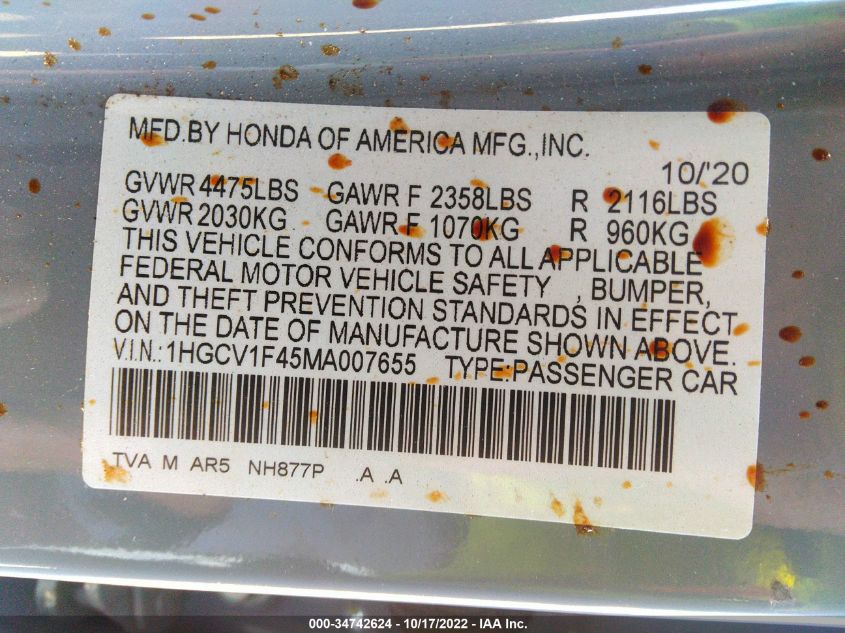 MFD.BY HONDA OF AMERICA MFG.,INC.
10/'20
GVWR 4475LBS GAWR F 2358LBS R 2116LBS
GVWR 2030KG GAWR F 1070KG R 960KG
THIS VEHICLE CONFORMS TO ALL APPLICABLE
FEDERAL MOTOR VEHICLE SAFETY , BUMPER,
AND THEFT PREVENTION STANDARDS IN EFFECT
ON THE DATE OF MANUFACTURE SHOWN ABOVE.
V.I.N.: 1HGCV1F45MA007655 TYPE:PASSENGER CAR
TVA M AR5 NH877P .A .A
000-34742624 - 10/17/2022 - IAA Inc.